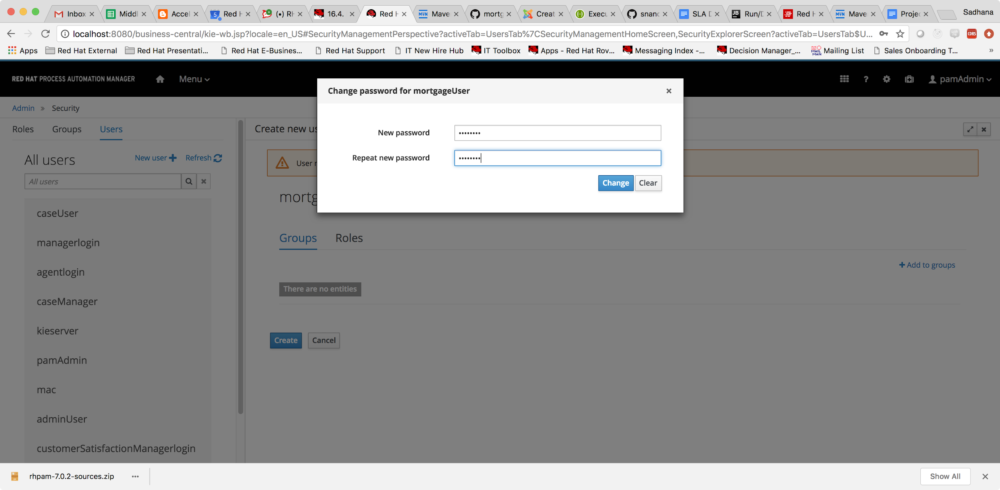 Inbox
Middl
Accel
Red H
(•) RH
16.4.
Red H
Mave
mortg
Creat
Execu
snanc
SLA D
Run/D
Red H
Mave
Projec
Sadhana
localhost:8080/business-central/kie-wb.jsp?locale=en_US#SecurityManagementPerspective?activeTab=UsersTab%7CSecurityManagementHomeScreen,SecurityExplorerScreen?activeTab=UsersTab$U...
CORS
Apps
Red Hat External
Red Hat Presentati...
Red Hat E-Busines...
Red Hat Support
IT New Hire Hub
IT Toolbox
Apps - Red Hat Rov...
Messaging Index -...
Decision Manager_...
Mailing List
Sales Onboarding T...
»
RED HAT PROCESS AUTOMATION MANAGER
Menu
pamAdmin
Admin » Security
Roles
Groups
Users
All users
New user
Refresh
All users
caseUser
managerlogin
agentlogin
caseManager
kieserver
pamAdmin
mac
adminUser
customerSatisfactionManagerlogin
Create new us
User
mortg
Change password for mortgageUser
New password
••••••••
Repeat new password
••••••••
Change
Clear
Groups
Roles
Add to groups
There are no entities
Create
Cancel
rhpam-7.0.2-sources.zip
Show All